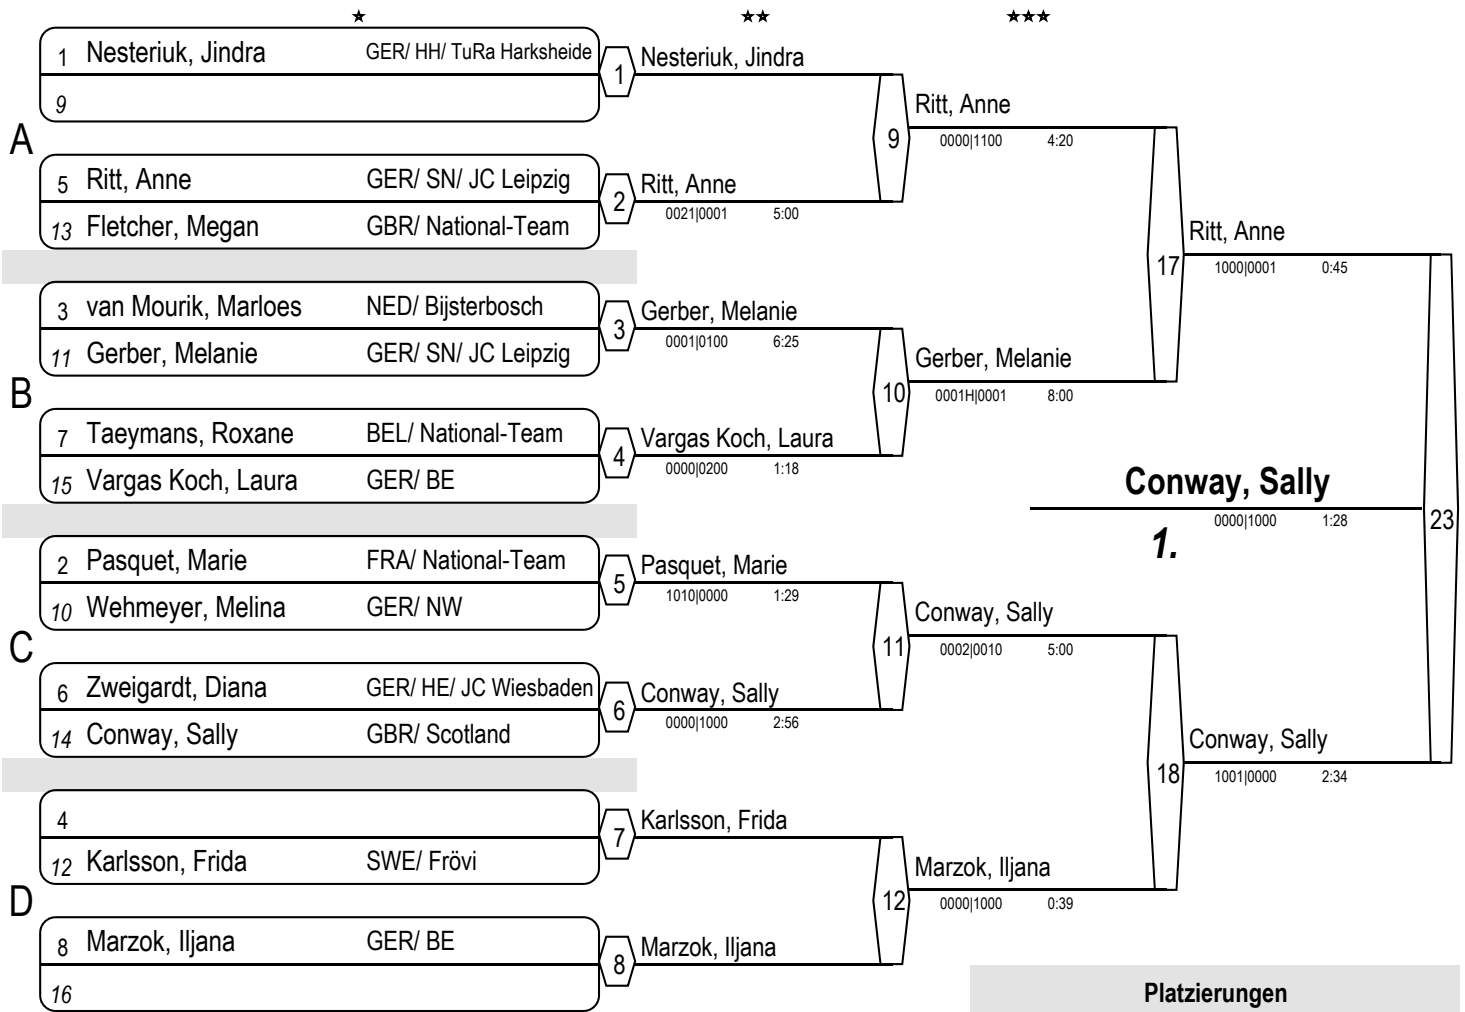 1 Nesteriuk, Jindra GER/ HH/ TuRa Harksheide
9
1 Nesteriuk, Jindra
A
5 Ritt, Anne GER/ SN/ JC Leipzig
13 Fletcher, Megan GBR/ National-Team
2 Ritt, Anne
0021|0001 5:00
9 Ritt, Anne
0000|1100 4:20
3 van Mourik, Marloes NED/ Bijsterbosch
11 Gerber, Melanie GER/ SN/ JC Leipzig
3 Gerber, Melanie
0001|0100 6:25
B
7 Taeymans, Roxane BEL/ National-Team
15 Vargas Koch, Laura GER/ BE
4 Vargas Koch, Laura
0000|0200 1:18
10 Gerber, Melanie
0001H|0001 8:00
17 Ritt, Anne
1000|0001 0:45
2 Pasquet, Marie FRA/ National-Team
10 Wehmeyer, Melina GER/ NW
5 Pasquet, Marie
1010|0000 1:29
C
6 Zweigardt, Diana GER/ HE/ JC Wiesbaden
14 Conway, Sally GBR/ Scotland
6 Conway, Sally
0000|1000 2:56
11 Conway, Sally
0002|0010 5:00
4
12 Karlsson, Frida SWE/ Frövi
7 Karlsson, Frida
D
8 Marzok, Iljana GER/ BE
16
8 Marzok, Iljana
12 Marzok, Iljana
0000|1000 0:39
18 Conway, Sally
1001|0000 2:34
23 Conway, Sally
0000|1000 1:28
1.
Platzierungen